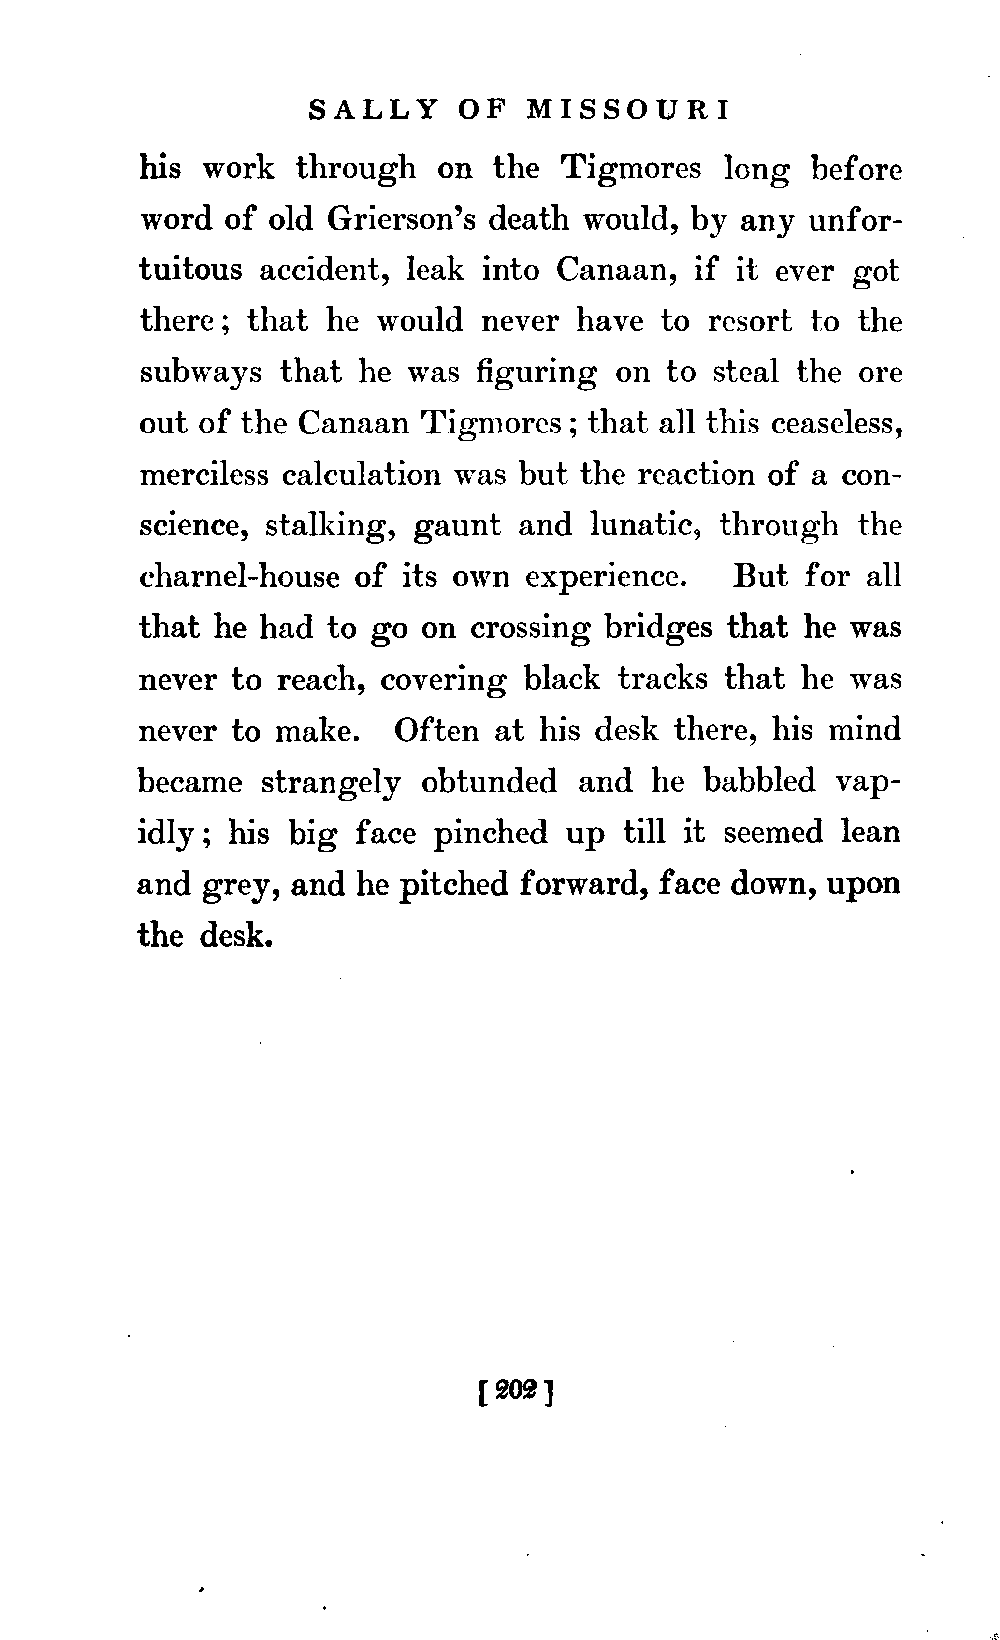 SALLY OF MISSOURI
his work through on the Tigmores long before
word of old Grierson's death would, by any unfor-
tuitous accident, leak into Canaan, if it ever got
there; that he would never have to resort to the
subways that he was figuring on to steal the ore
out of the Canaan Tigmores; that all this ceaseless,
merciless calculation was but the reaction of a con-
science, stalking, gaunt and lunatic, through the
charnel-house of its own experience. But for all
that he had to go on crossing bridges that he was
never to reach, covering black tracks that he was
never to make. Often at his desk there, his mind
became strangely obtunded and he babbled vap-
idly; his big face pinched up till it seemed lean
and grey, and he pitched forward, face down, upon
the desk.
[202]